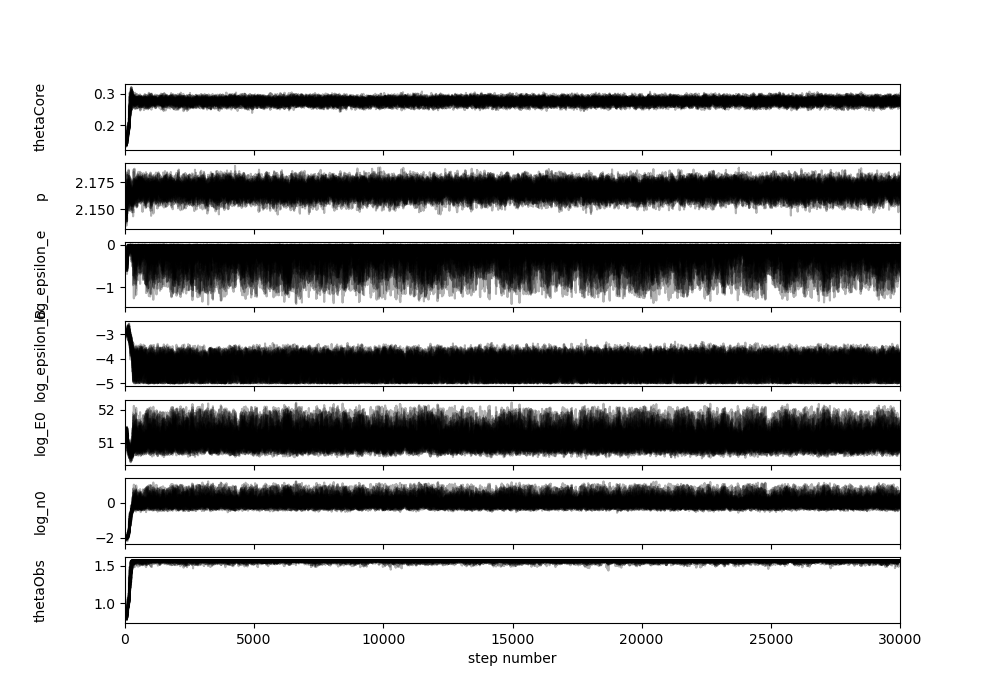 thetaCore
0.3
0.2
p
2.175
2.150
log_epsilon_e
0
−1
log_epsilon_B
−3
−4
−5
log_E0
52
51
log_n0
0
−2
thetaObs
1.5
1.0
0
5000
10000
15000
20000
25000
30000
step number